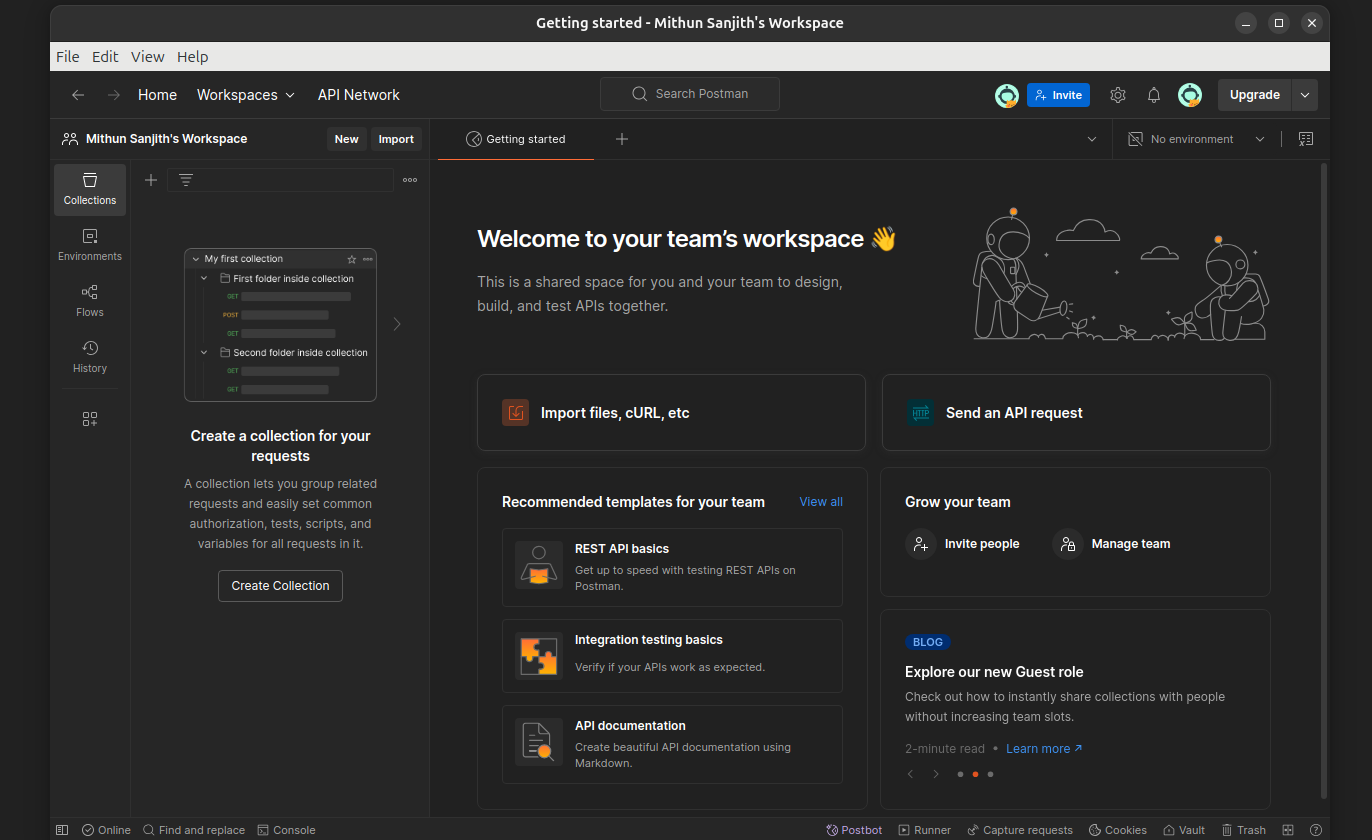 Getting started - Mithun Sanjith's Workspace
File Edit View Help
Home Workspaces API Network
Search Postman
Invite
Upgrade
Mithun Sanjith's Workspace
New Import
Getting started
No environment
Collections
Environments
Flows
History
My first collection
First folder inside collection
GET
POST
GET
Second folder inside collection
GET
GET
Create a collection for your
requests
A collection lets you group related
requests and easily set common
authorization, tests, scripts, and
variables for all requests in it.
Create Collection
Welcome to your team’s workspace 👋
This is a shared space for you and your team to design,
build, and test APIs together.
Import files, cURL, etc
HTTP
Send an API request
Recommended templates for your team View all
REST API basics
Get up to speed with testing REST APIs on
Postman.
Integration testing basics
Verify if your APIs work as expected.
API documentation
Create beautiful API documentation using
Markdown.
Grow your team
Invite people Manage team
BLOG
Explore our new Guest role
Check out how to instantly share collections with people
without increasing team slots.
2-minute read • Learn more ↗
Online Find and replace Console Postbot Runner Capture requests Cookies Vault Trash